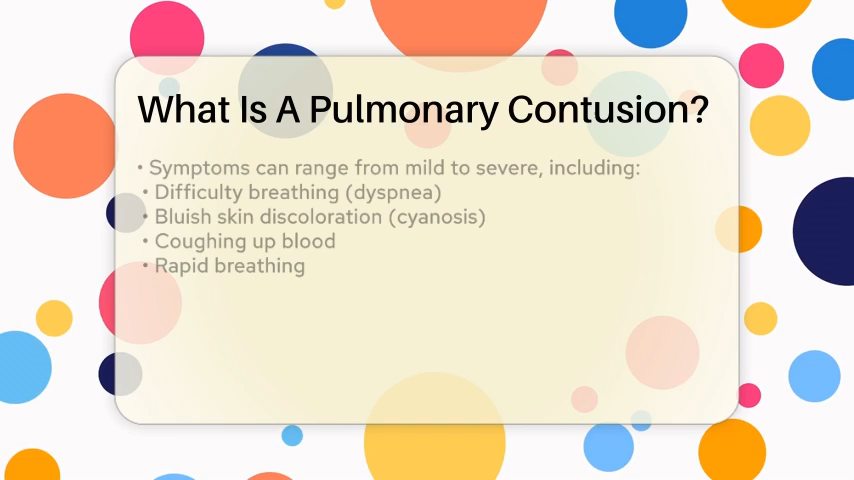 What Is A Pulmonary Contusion?
• Symptoms can range from mild to severe, including:
• Difficulty breathing (dyspnea)
• Bluish skin discoloration (cyanosis)
• Coughing up blood
• Rapid breathing